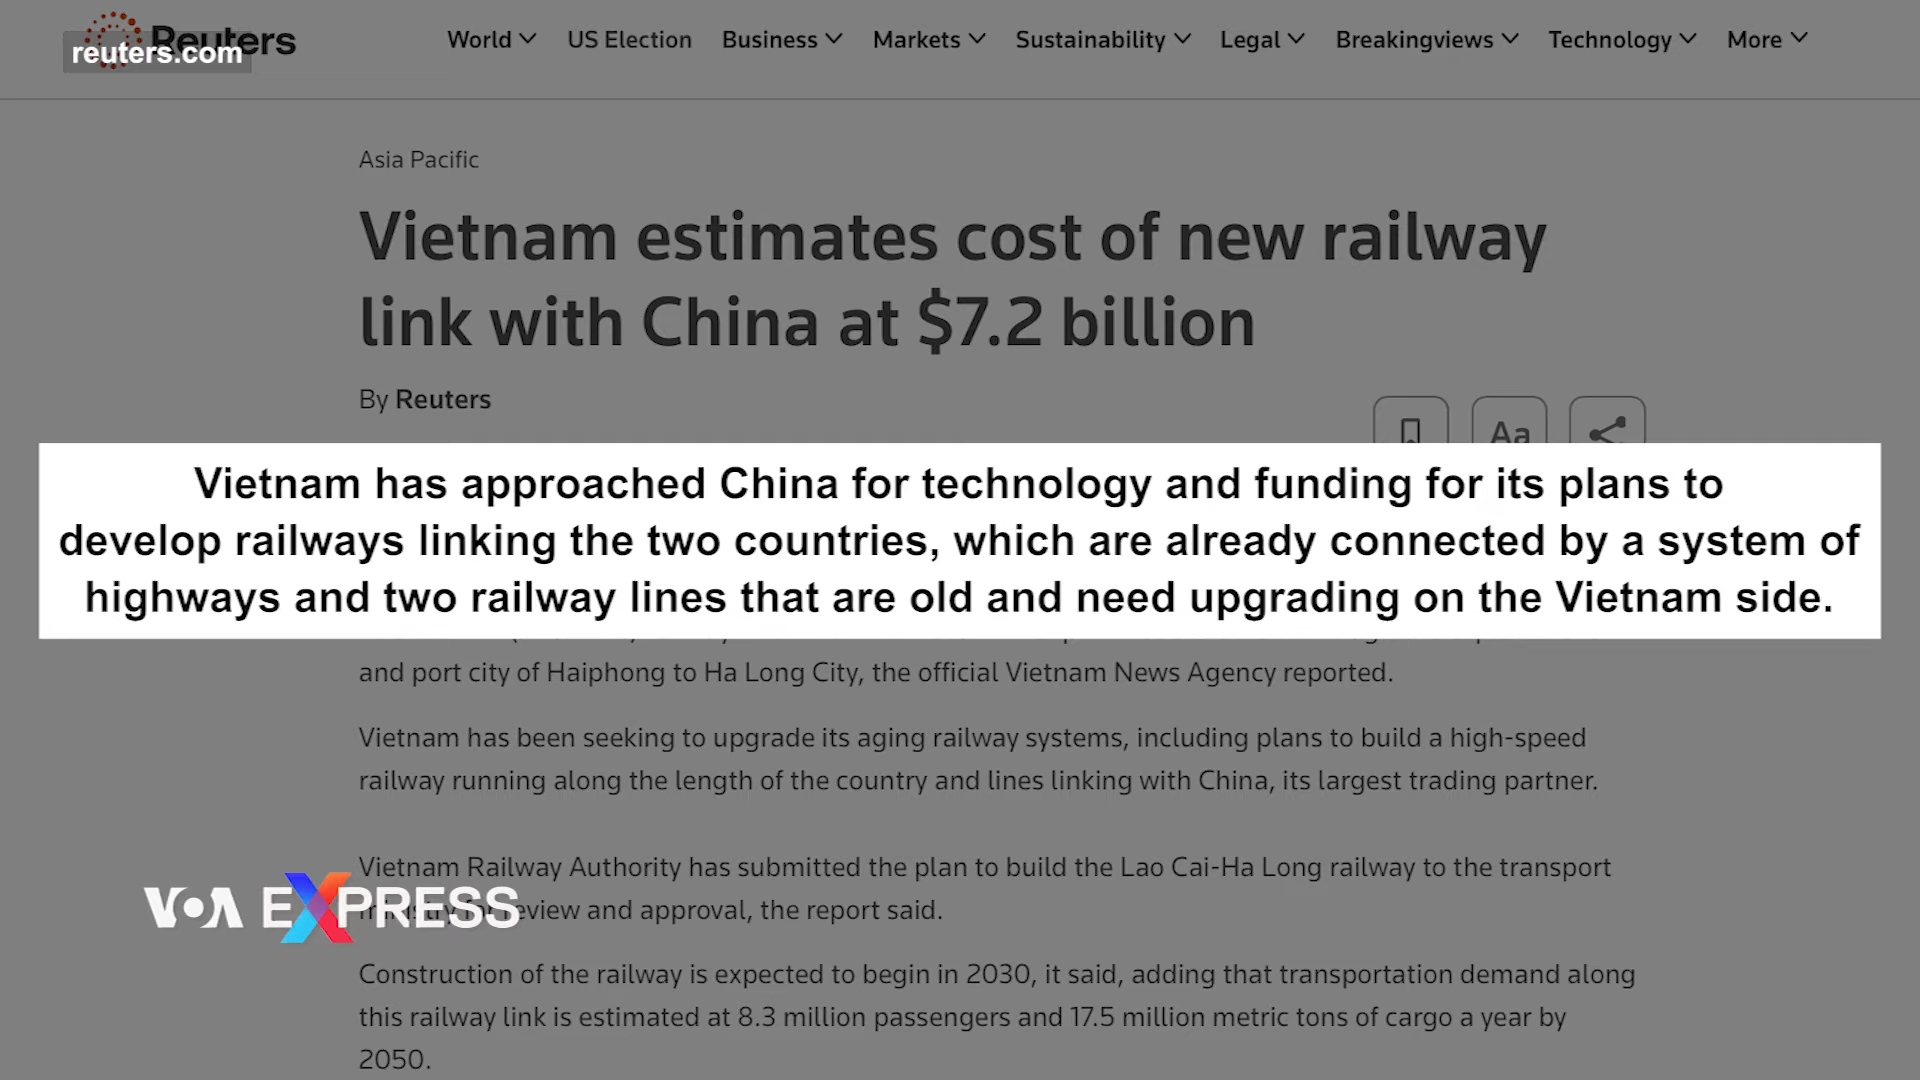 Reuters
reuters.com
World
US Election
Business
Markets
Sustainability
Legal
Breakingviews
Technology
More
Asia Pacific
Vietnam estimates cost of new railway
link with China at $7.2 billion
By Reuters
Aa
Vietnam has approached China for technology and funding for its plans to
develop railways linking the two countries, which are already connected by a system of
highways and two railway lines that are old and need upgrading on the Vietnam side.
and port city of Haiphong to Ha Long City, the official Vietnam News Agency reported.
Vietnam has been seeking to upgrade its aging railway systems, including plans to build a high-speed
railway running along the length of the country and lines linking with China, its largest trading partner.
Vietnam Railway Authority has submitted the plan to build the Lao Cai-Ha Long railway to the transport
ministry for review and approval, the report said.
VOA EXPRESS
Construction of the railway is expected to begin in 2030, it said, adding that transportation demand along
this railway link is estimated at 8.3 million passengers and 17.5 million metric tons of cargo a year by
2050.